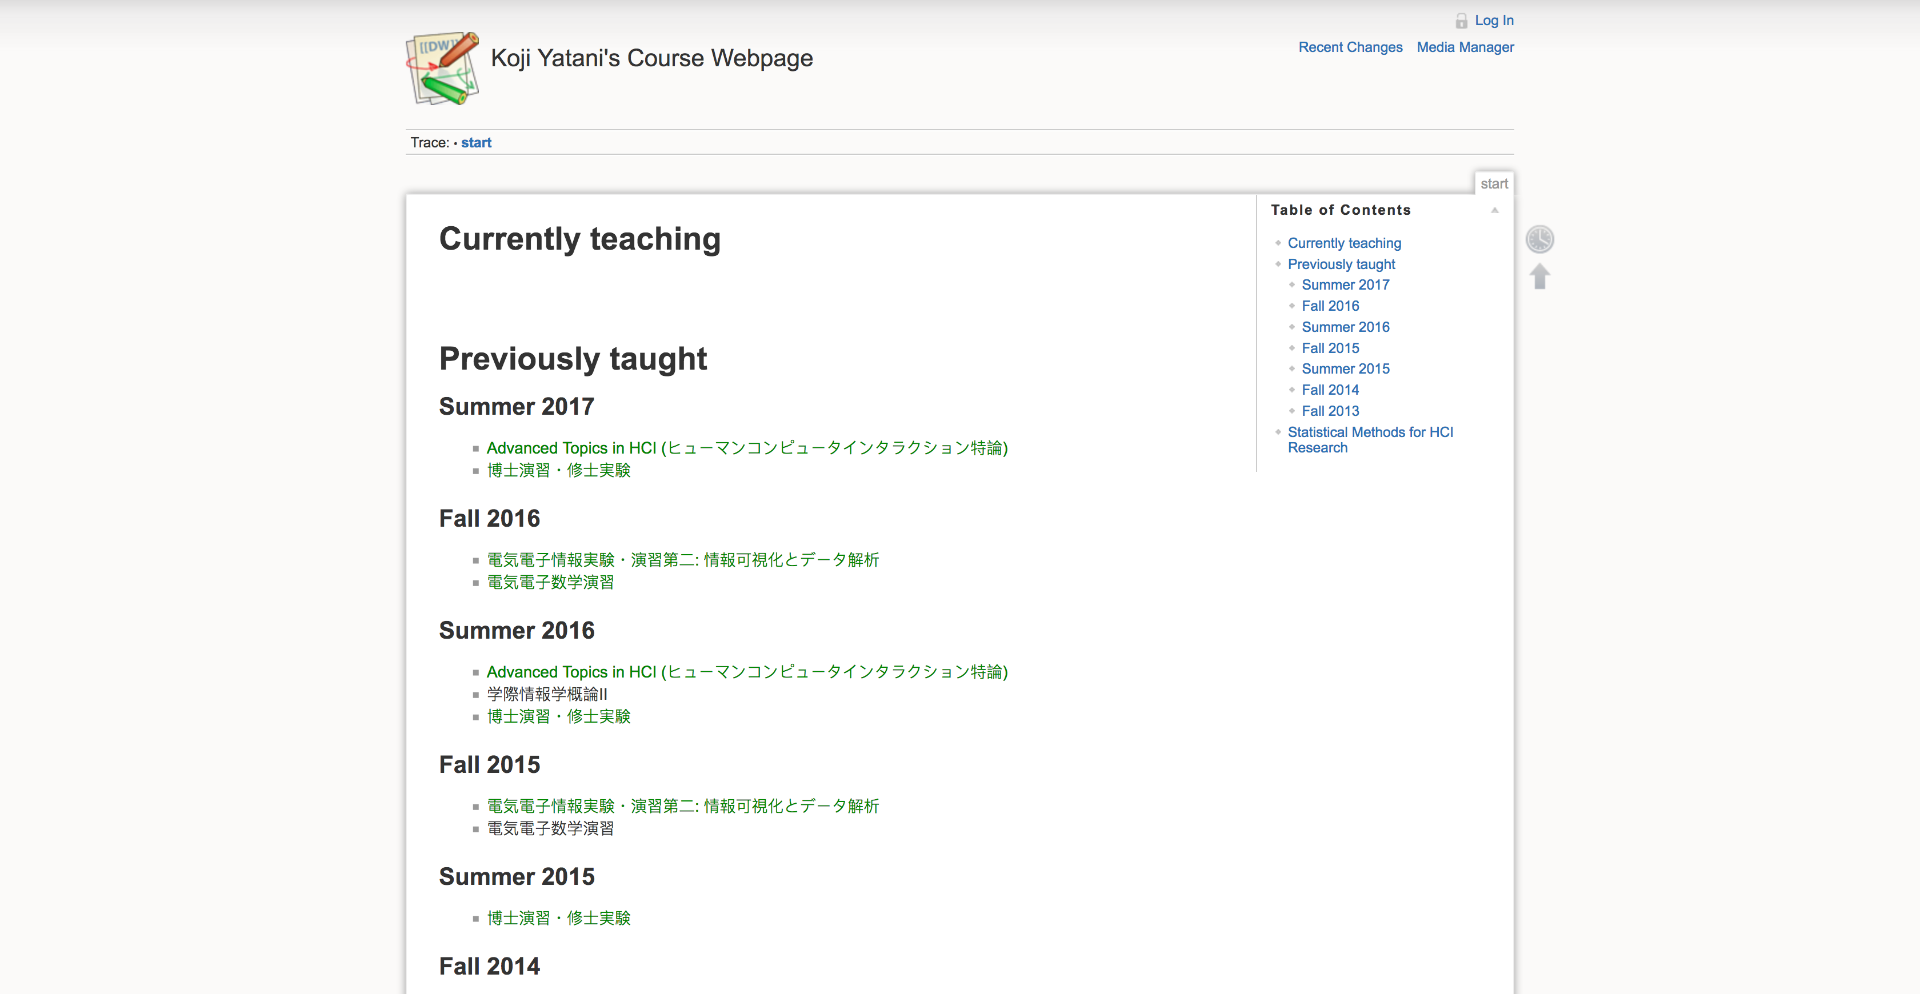 Log In
[[DW]]
Koji Yatani's Course Webpage
Recent Changes Media Manager
Trace: • start
start
Table of Contents
Currently teaching
Previously taught
Summer 2017
Fall 2016
Summer 2016
Fall 2015
Summer 2015
Fall 2014
Fall 2013
Statistical Methods for HCI
Research
Currently teaching
Previously taught
Summer 2017
Advanced Topics in HCI (ヒューマンコンピュータインタラクション特論)
博士演習・修士実験
Fall 2016
電気電子情報実験・演習第二: 情報可視化とデータ解析
電気電子数学演習
Summer 2016
Advanced Topics in HCI (ヒューマンコンピュータインタラクション特論)
学際情報学概論II
博士演習・修士実験
Fall 2015
電気電子情報実験・演習第二: 情報可視化とデータ解析
電気電子数学演習
Summer 2015
博士演習・修士実験
Fall 2014